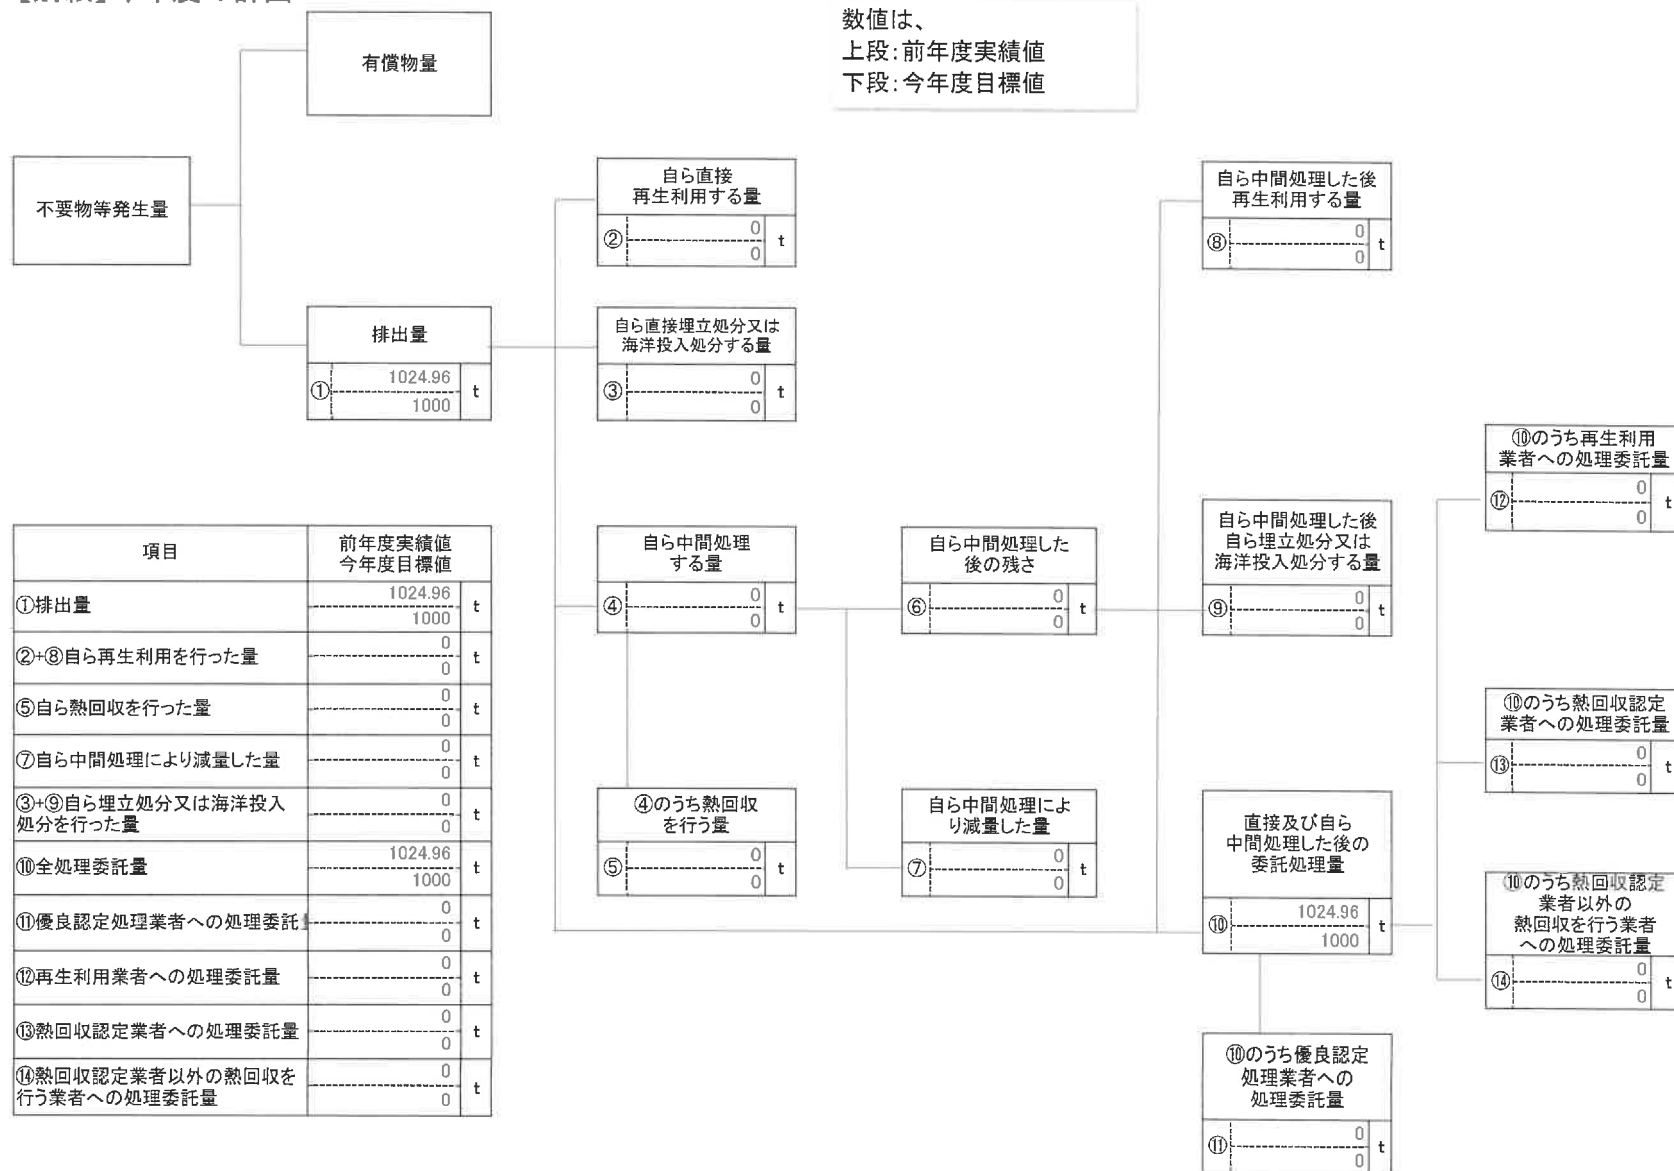 数値は、
上段：前年度実績値
下段：今年度目標値
有償物量
不要物等発生量
排出量
① 1024.96 t
1000
自ら直接
再生利用する量
② 0 t
0
自ら直接埋立処分又は
海洋投入処分する量
③ 0 t
0
自ら中間処理
する量
④ 0 t
0
④のうち熱回収
を行う量
⑤ 0 t
0
自ら中間処理した
後の残さ
⑥ 0 t
0
自ら中間処理によ
り減量した量
⑦ 0 t
0
自ら中間処理した後
再生利用する量
⑧ 0 t
0
自ら中間処理した後
自ら埋立処分又は
海洋投入処分する量
⑨ 0 t
0
直接及び自ら
中間処理した後の
委託処理量
⑩ 1024.96 t
1000
⑩のうち優良認定
処理業者への
処理委託量
⑪ 0 t
0
⑩のうち再生利用
業者への処理委託量
⑫ 0 t
0
⑩のうち熱回収認定
業者への処理委託量
⑬ 0 t
0
⑩のうち熱回収認定
業者以外の
熱回収を行う業者
への処理委託量
⑭ 0 t
0
項目 前年度実績値
今年度目標値
①排出量 1024.96 t
1000
②+⑧自ら再生利用を行った量 0 t
0
⑤自ら熱回収を行った量 0 t
0
⑦自ら中間処理により減量した量 0 t
0
③+⑨自ら埋立処分又は海洋投入
処分を行った量 0 t
0
⑩全処理委託量 1024.96 t
1000
⑪優良認定処理業者への処理委託 0 t
0
⑫再生利用業者への処理委託量 0 t
0
⑬熱回収認定業者への処理委託量 0 t
0
⑭熱回収認定業者以外の熱回収を
行う業者への処理委託量 0 t
0